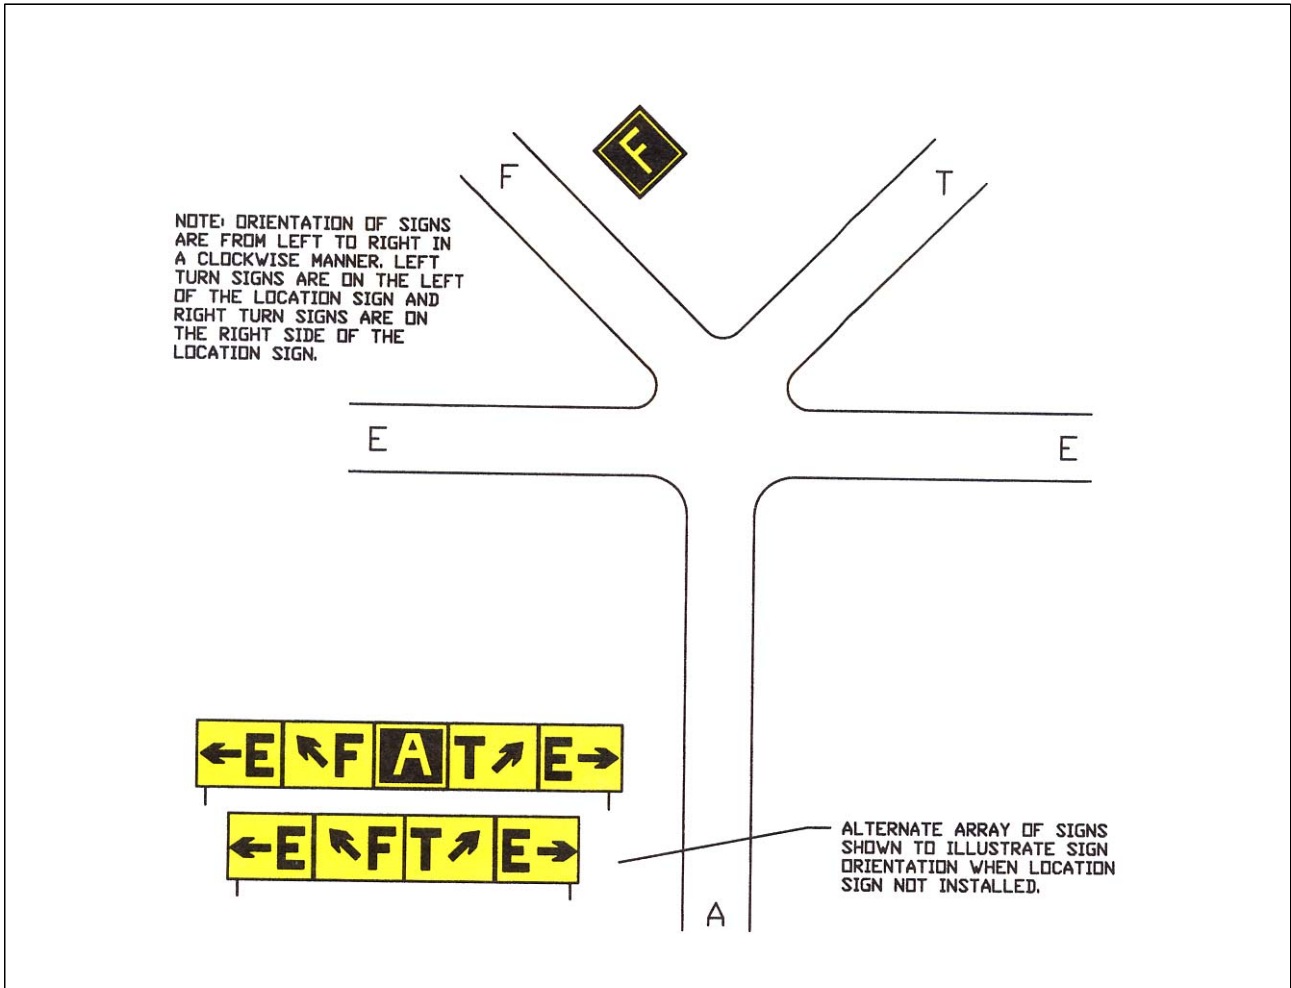 F
F
T
NOTE: ORIENTATION OF SIGNS
ARE FROM LEFT TO RIGHT IN
A CLOCKWISE MANNER. LEFT
TURN SIGNS ARE ON THE LEFT
OF THE LOCATION SIGN AND
RIGHT TURN SIGNS ARE ON
THE RIGHT SIDE OF THE
LOCATION SIGN.
E
E
←E ↖F A T↗ E→
←E ↖F T↗ E→
ALTERNATE ARRAY OF SIGNS
SHOWN TO ILLUSTRATE SIGN
ORIENTATION WHEN LOCATION
SIGN NOT INSTALLED.
A